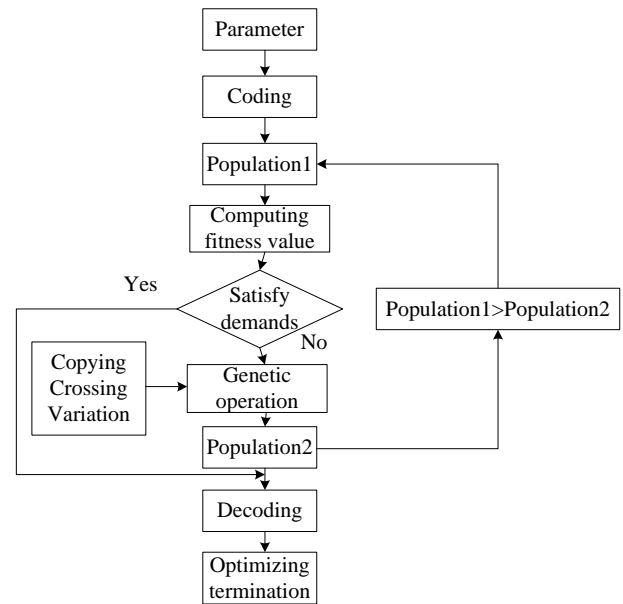 Parameter
Coding
Population1
Computing
fitness value
Yes
Satisfy
demands
No
Population1>Population2
Copying
Crossing
Variation
Genetic
operation
Population2
Decoding
Optimizing
termination